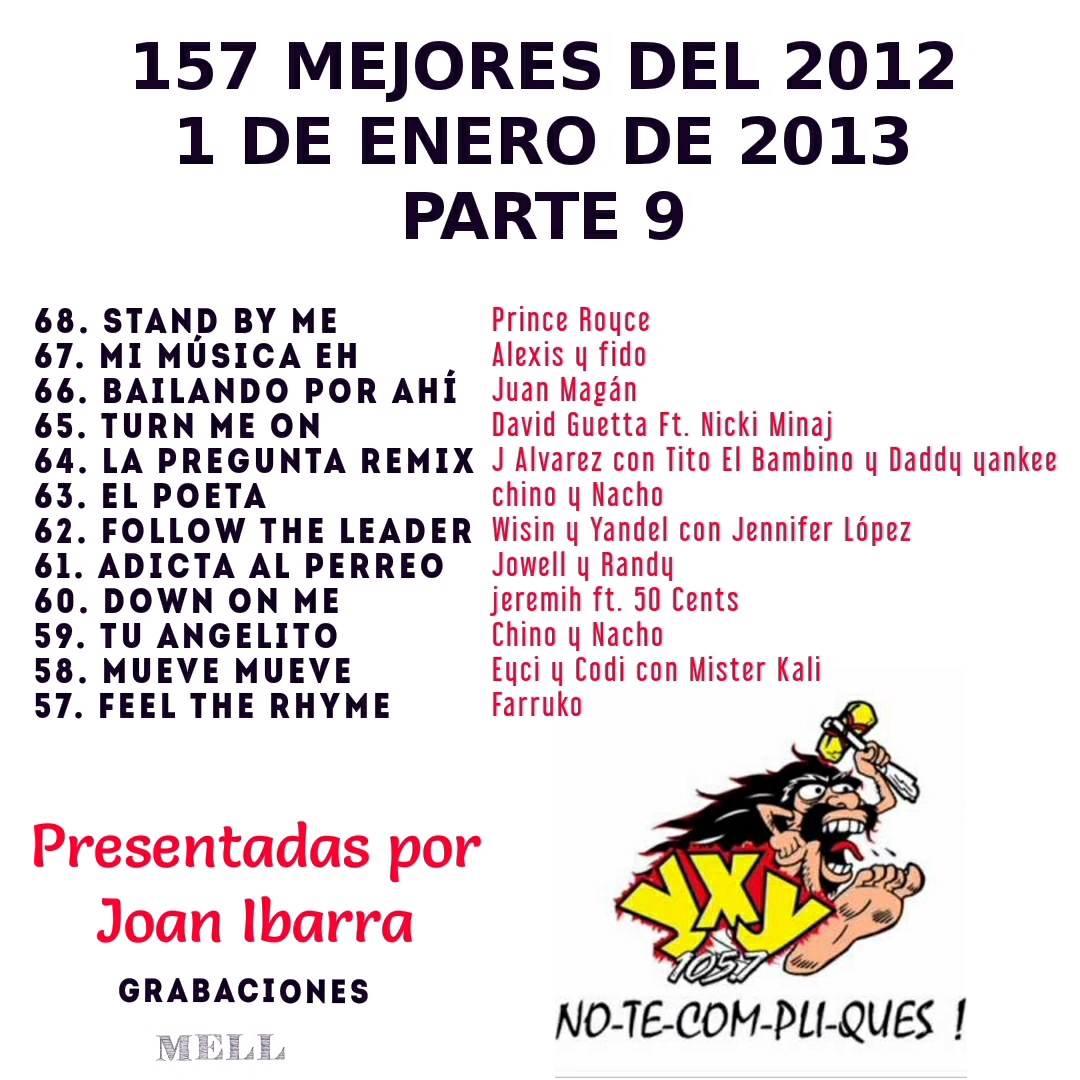 157 MEJORES DEL 2012
1 DE ENERO DE 2013
PARTE 9
68. STAND BY ME Prince Royce
67. MI MÚSICA EH Alexis y fido
66. BAILANDO POR AHÍ Juan Magán
65. TURN ME ON David Guetta Ft. Nicki Minaj
64. LA PREGUNTA REMIX J Alvarez con Tito El Bambino y Daddy yankee
63. EL POETA chino y Nacho
62. FOLLOW THE LEADER Wisin y Yandel con Jennifer López
61. ADICTA AL PERREO Jowell y Randy
60. DOWN ON ME jeremih ft. 50 Cents
59. TU ANGELITO Chino y Nacho
58. MUEVE MUEVE Eyci y Codi con Mister Kali
57. FEEL THE RHYME Farruko
Presentadas por
Joan Ibarra
GRABACIONES
MELL
YXY
105.7
NO-TE-COM-PLI-QUES !